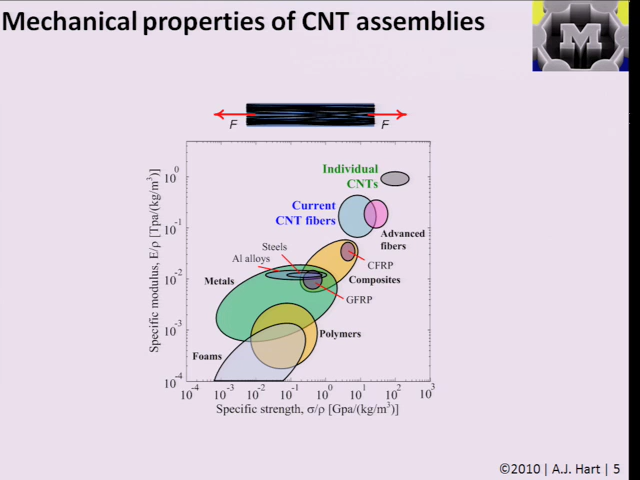 Mechanical properties of CNT assemblies
M
F
F
Individual
CNTs
Current
CNT fibers
Advanced
fibers
Steels
Al alloys
CFRP
Metals
Composites
GFRP
Polymers
Foams
Specific modulus, E/ρ [Tpa/(kg/m³)]
10⁰
10⁻¹
10⁻²
10⁻³
10⁻⁴
10⁻⁴ 10⁻³ 10⁻² 10⁻¹ 10⁰ 10¹ 10² 10³
Specific strength, σ/ρ [Gpa/(kg/m³)]
©2010 | A.J. Hart | 5